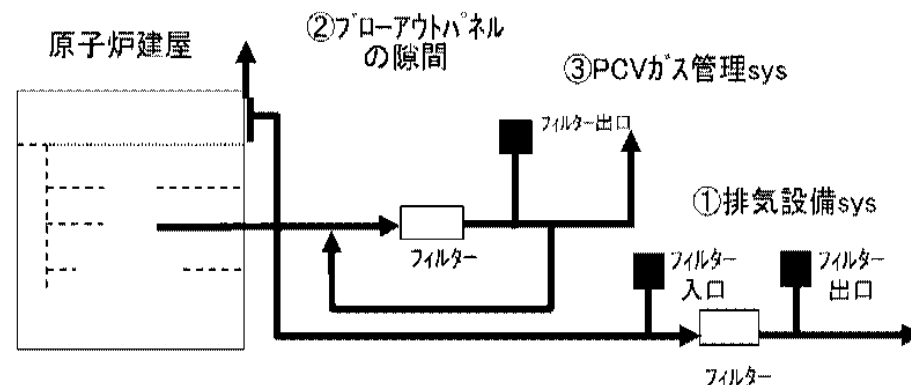 原子炉建屋
②ﾌﾞﾛｰｱｳﾄﾊﾟﾈﾙ
の隙間
③PCVｶﾞｽ管理sys
ﾌｨﾙﾀｰ出口
①排気設備sys
ﾌｨﾙﾀｰ
ﾌｨﾙﾀｰ
入口
ﾌｨﾙﾀｰ
出口
ﾌｨﾙﾀｰ